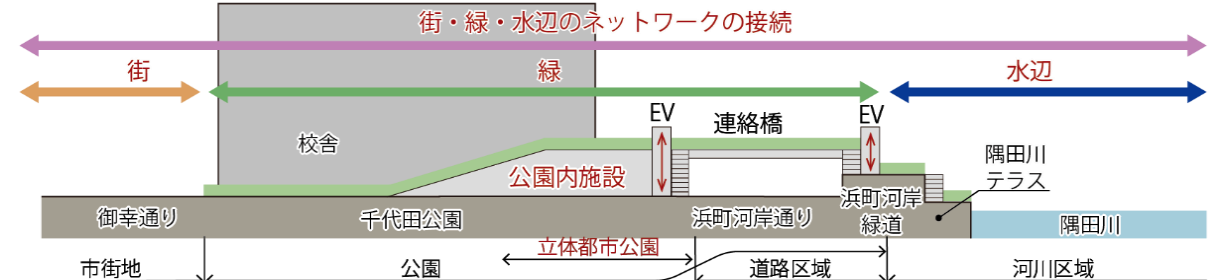 街・緑・水辺のネットワークの接続
街
緑
水辺
EV
連絡橋
EV
校舎
公園内施設
隅田川
テラス
御幸通り
千代田公園
浜町河岸通り
浜町河岸
緑道
隅田川
立体都市公園
市街地
公園
道路区域
河川区域